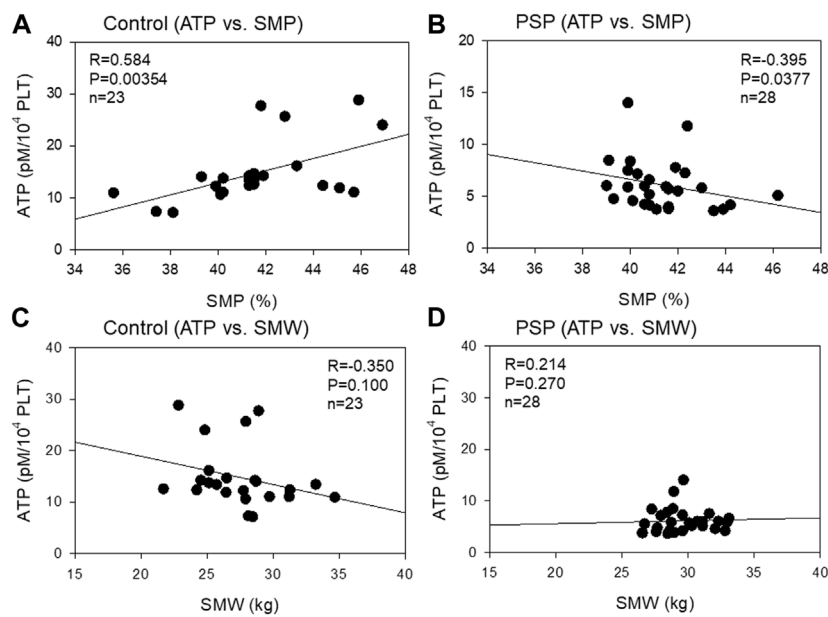 A
Control (ATP vs. SMP)
R=0.584
P=0.00354
n=23
ATP (pM/10⁴ PLT)
40
30
20
10
0
34 36 38 40 42 44 46 48
SMP (%)
B
PSP (ATP vs. SMP)
R=-0.395
P=0.0377
n=28
ATP (pM/10⁴ PLT)
20
15
10
5
0
34 36 38 40 42 44 46 48
SMP (%)
C
Control (ATP vs. SMW)
R=-0.350
P=0.100
n=23
ATP (pM/10⁴ PLT)
40
30
20
10
0
15 20 25 30 35 40
SMW (kg)
D
PSP (ATP vs. SMW)
R=0.214
P=0.270
n=28
ATP (pM/10⁴ PLT)
40
30
20
10
0
15 20 25 30 35 40
SMW (kg)